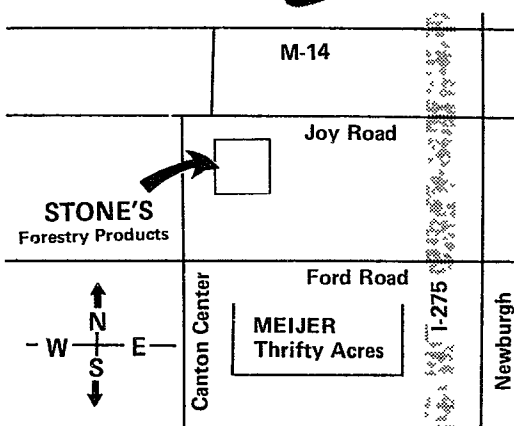 M-14
Joy Road
STONE'S
Forestry Products
Ford Road
I-275
Canton Center
MEIJER
Thrifty Acres
Newburgh
N
W E
S